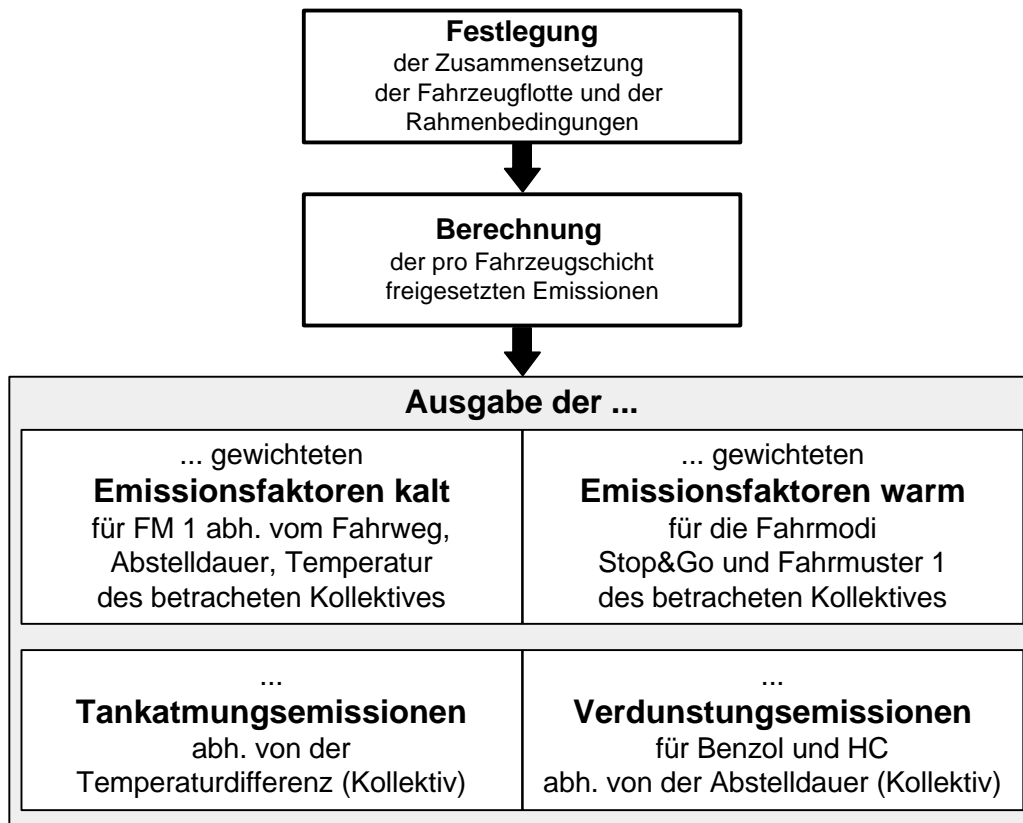 Festlegung
der Zusammensetzung
der Fahrzeugflotte und der
Rahmenbedingungen
Berechnung
der pro Fahrzeugschicht
freigesetzten Emissionen
Ausgabe der ...
... gewichteten
Emissionsfaktoren kalt
für FM 1 abh. vom Fahrweg,
Abstelldauer, Temperatur
des betracheten Kollektives
... gewichteten
Emissionsfaktoren warm
für die Fahrmodi
Stop&Go und Fahrmuster 1
des betracheten Kollektives
...
Tankatmungsemissionen
abh. von der
Temperaturdifferenz (Kollektiv)
...
Verdunstungsemissionen
für Benzol und HC
abh. von der Abstelldauer (Kollektiv)